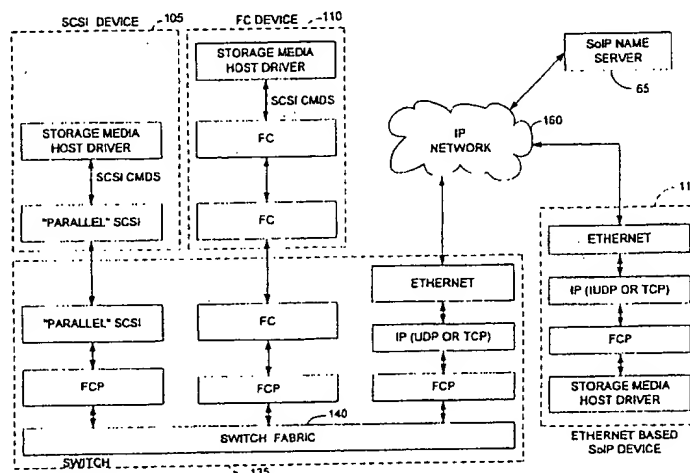 SCSI DEVICE
105
FC DEVICE
110
STORAGE MEDIA
HOST DRIVER
SCSI CMDS
FC
FC
STORAGE MEDIA
HOST DRIVER
SCSI CMDS
"PARALLEL" SCSI
SoIP NAME
SERVER
65
160
IP
NETWORK
ETHERNET
IP (IUDP OR TCP)
FCP
STORAGE MEDIA
HOST DRIVER
ETHERNET BASED
SoIP DEVICE
"PARALLEL" SCSI
FCP
FC
FCP
ETHERNET
IP (UDP OR TCP)
FCP
140
SWITCH FABRIC
SWITCH